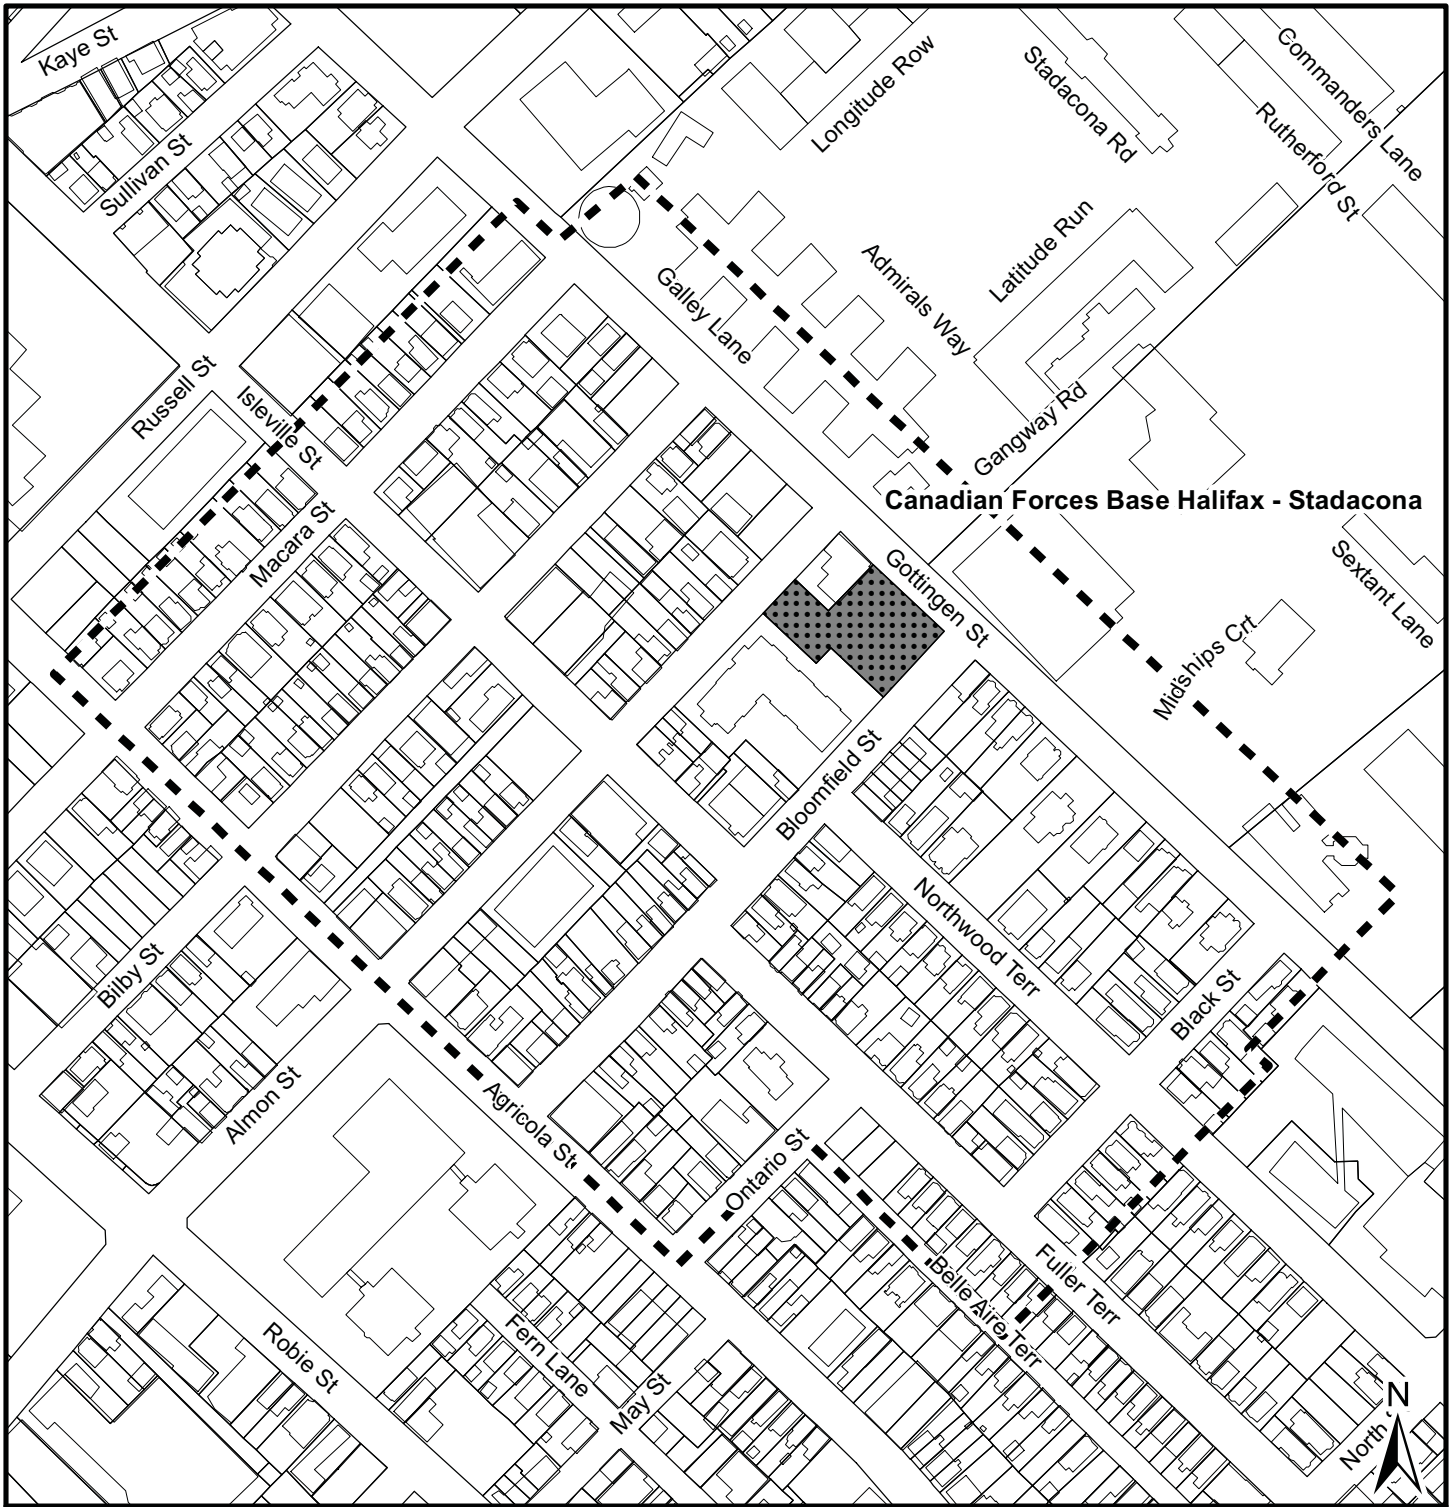 Kaye St
Longitude Row
Stadacona Rd
Commanders Lane
Rutherford St
Sullivan St
Latitude Run
Admirals Way
Galley Lane
Russell St
Isleville St
Gangway Rd
Canadian Forces Base Halifax - Stadacona
Macara St
Gottingen St
Sextant Lane
Midships Crt
Bloomfield St
Northwood Terr
Bilby St
Black St
Almon St
Agricola St
Ontario St
Belle Aire Terr
Fuller Terr
Robie St
Fern Lane
May St
N
North